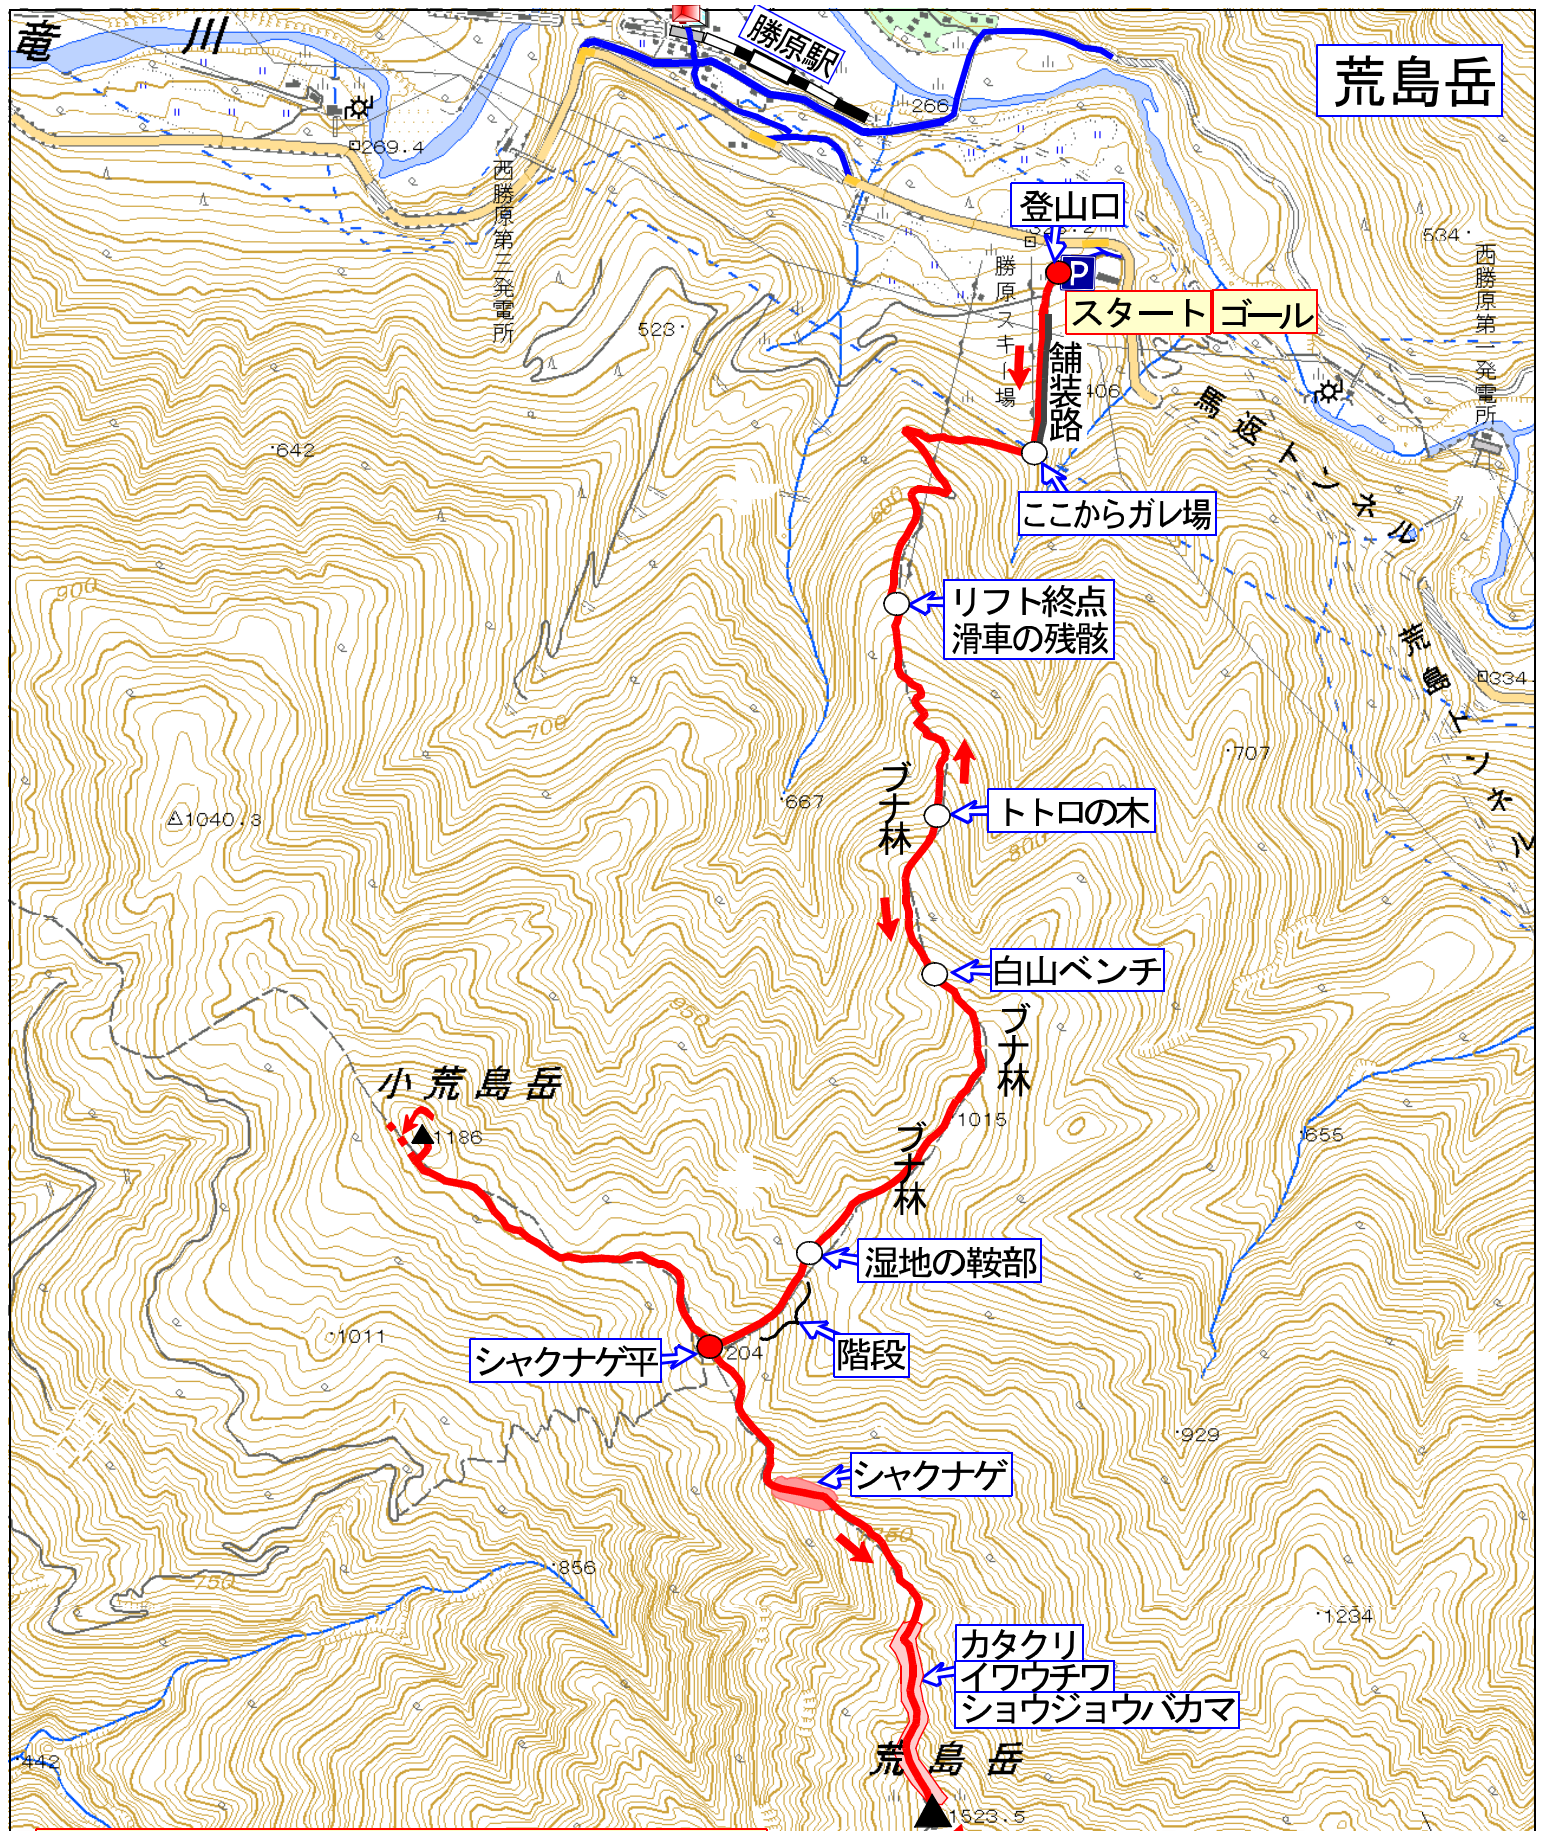 竜 川
勝原駅
荒島岳
266
269.4
西勝原第三発電所
登山口
534
西勝原第一発電所
P
スタート
ゴール
勝原スキー場
523
舗装路
406
馬返トンネル
642
ここからガレ場
600
900
リフト終点
滑車の残骸
荒島トンネル
334.
700
707
ブナ林
667
トトロの木
1040.3
800
白山ベンチ
950
ブナ林
小荒島岳
1186
1015
ブナ林
655
湿地の鞍部
1011
シャクナゲ平
204
階段
929
シャクナゲ
856
750
1234
カタクリ
イワウチワ
ショウジョウバカマ
荒島岳
442
1523.5